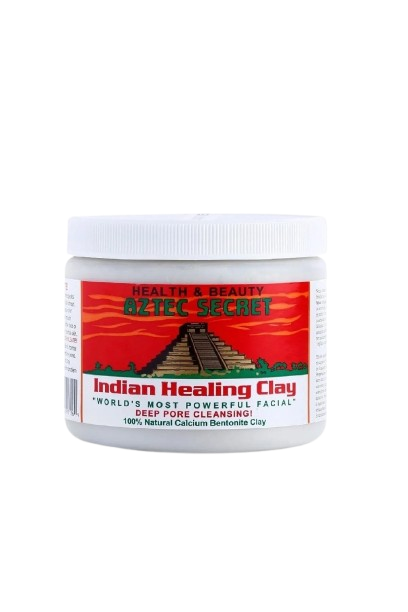 HEALTH & BEAUTY
AZTEC SECRET
Indian Healing Clay
"WORLD'S MOST POWERFUL FACIAL"
DEEP PORE CLEANSING!
100% Natural Calcium Bentonite Clay